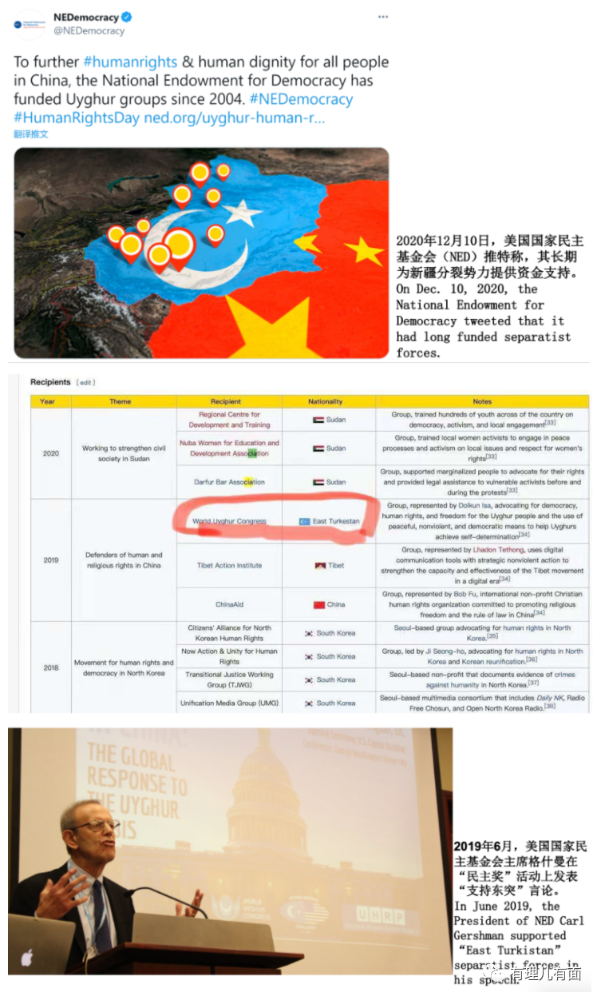 NEDemocracy
@NEDemocracy
To further #humanrights & human dignity for all people
in China, the National Endowment for Democracy has
funded Uyghur groups since 2004. #NEDemocracy
#HumanRightsDay ned.org/uyghur-human-r...
翻译推文
2020年12月10日，美国国家民主
基金会（NED）推特称，其长期
为新疆分裂势力提供资金支持。
On Dec. 10, 2020, the
National Endowment for
Democracy tweeted that it
had long funded separatist
forces.
Recipients [ edit ]
Year Theme Recipient Nationality Notes
2020
Working to strengthen civil
society in Sudan
Regional Centre for
Development and Training
Sudan
Group, trained hundreds of youth across of the country on
democracy, activism, and local engagement[33]
Nuba Women for Education and
Development Association
Sudan
Group, trained local women activists to engage in peace
processes and activism on local issues and respect for women's
rights[33]
Darfur Bar Association
Sudan
Group, supported marginalized people to advocate for their rights
and provided legal assistance to vulnerable activists before and
during the protests[33]
2019
Defenders of human and
religious rights in China
World Uyghur Congress
East Turkestan
Group, represented by Dolkun Isa, advocating for democracy,
human rights, and freedom for the Uyghur people and the use of
peaceful, nonviolent, and democratic means to help Uyghurs
achieve self-determination[34]
Tibet Action Institute
Tibet
Group, represented by Lhadon Tethong, uses digital
communication tools with strategic nonviolent action to
strengthen the capacity and effectiveness of the Tibet movement
in a digital era[34]
ChinaAid
China
Group, represented by Bob Fu, international non-profit Christian
human rights organization committed to promoting religious
freedom and the rule of law in China[34]
2018
Movement for human rights and
democracy in North Korea
Citizens' Alliance for North
Korean Human Rights
South Korea
Seoul-based group advocating for human rights in North
Korea.[35]
Now Action & Unity for Human
Rights
South Korea
Group, led by Ji Seong-ho, advocating for human rights in North
Korea and Korean reunification.[36]
Transitional Justice Working
Group (TJWG)
South Korea
Seoul-based non-profit that documents evidence of crimes
against humanity in North Korea.[37]
Unification Media Group (UMG)
South Korea
Seoul-based multimedia consortium that includes Daily NK, Radio
Free Chosun, and Open North Korea Radio.[38]
IN CHINA:
THE GLOBAL
RESPONSE TO
THE UYGHUR
WORLD
UYGHUR
CONGRESS
UHRP
2019年6月，美国国家民
主基金会主席格什曼在
“民主奖”活动上发表
“支持东突”言论。
In June 2019, the
President of NED Carl
Gershman supported
“East Turkistan”
separatist forces in
his speech.
有理儿有面